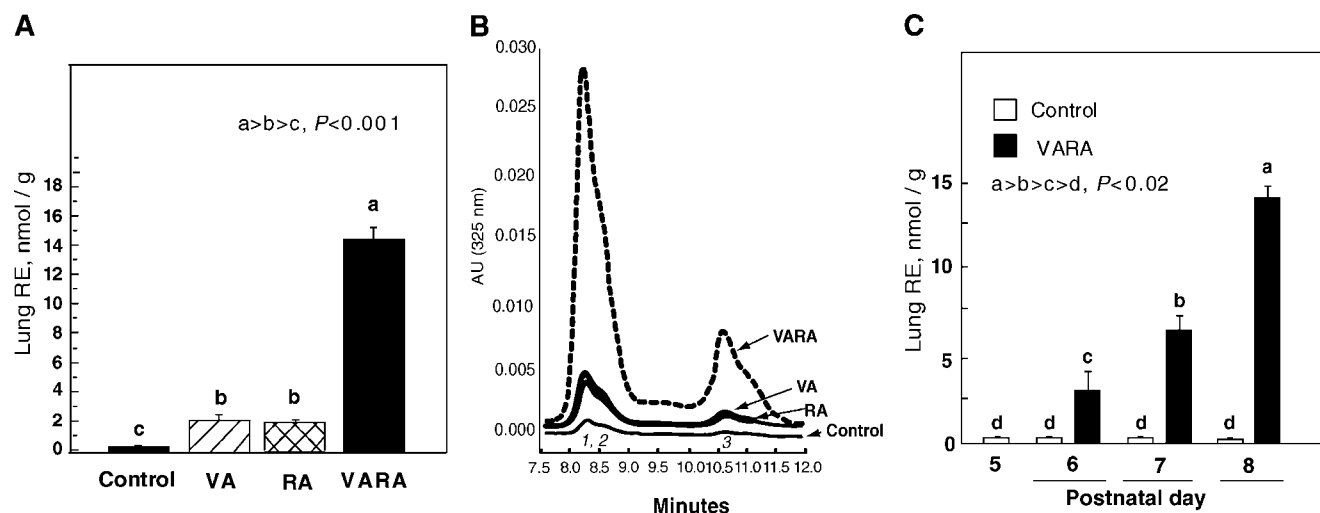 A
a>b>c, P<0.001
Lung RE, nmol / g
18
16
14
12
10
8
6
4
2
0
c
b
b
a
Control
VA
RA
VARA
B
AU (325 nm)
0.030
0.025
0.020
0.015
0.010
0.005
0.000
VARA
VA
RA
Control
1, 2
3
7.5 8.0 8.5 9.0 9.5 10.0 10.5 11.0 11.5 12.0
Minutes
C
Control
VARA
a>b>c>d, P<0.02
Lung RE, nmol / g
15
10
5
0
d
d
c
d
b
d
a
5 6 7 8
Postnatal day